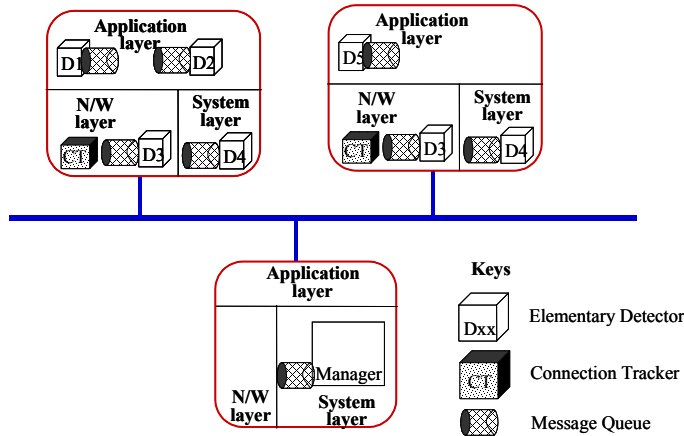 Application
layer
D1
D2
N/W
layer
System
layer
CT
D3
D4
Application
layer
D5
N/W
layer
System
layer
CT
D3
D4
Application
layer
Manager
N/W
layer
System
layer
Keys
Dxx
Elementary Detector
CT
Connection Tracker
Message Queue